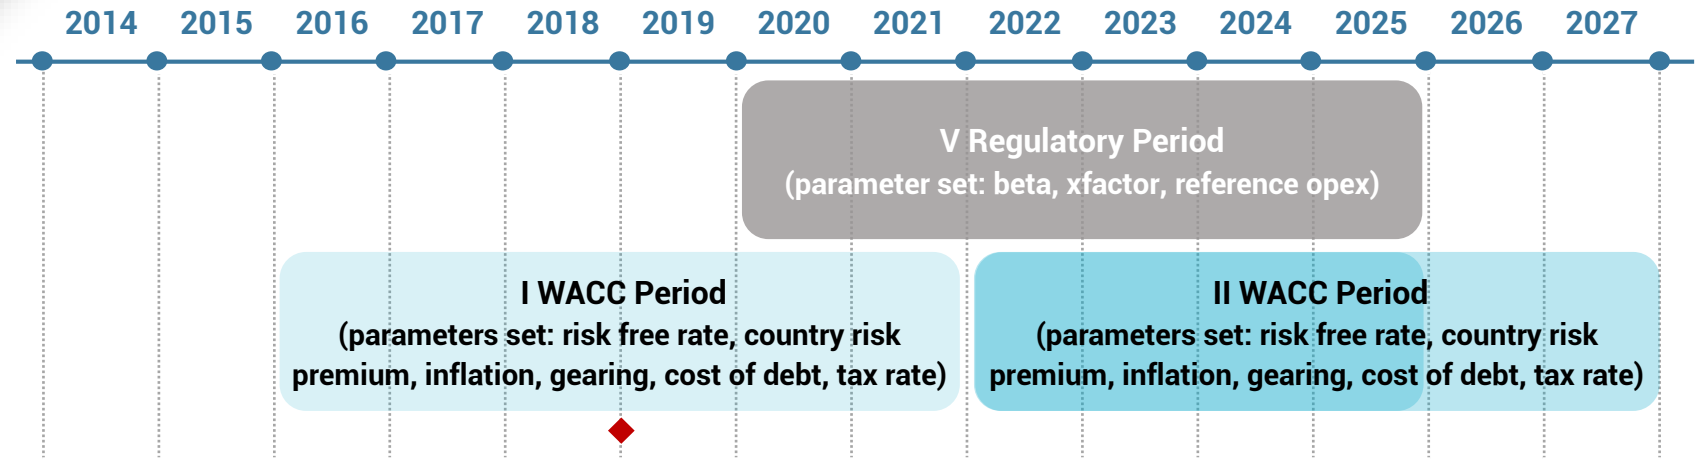 2014 2015 2016 2017 2018 2019 2020 2021 2022 2023 2024 2025 2026 2027
V Regulatory Period
(parameter set: beta, xfactor, reference opex)
I WACC Period
(parameters set: risk free rate, country risk
premium, inflation, gearing, cost of debt, tax rate)
II WACC Period
(parameters set: risk free rate, country risk
premium, inflation, gearing, cost of debt, tax rate)